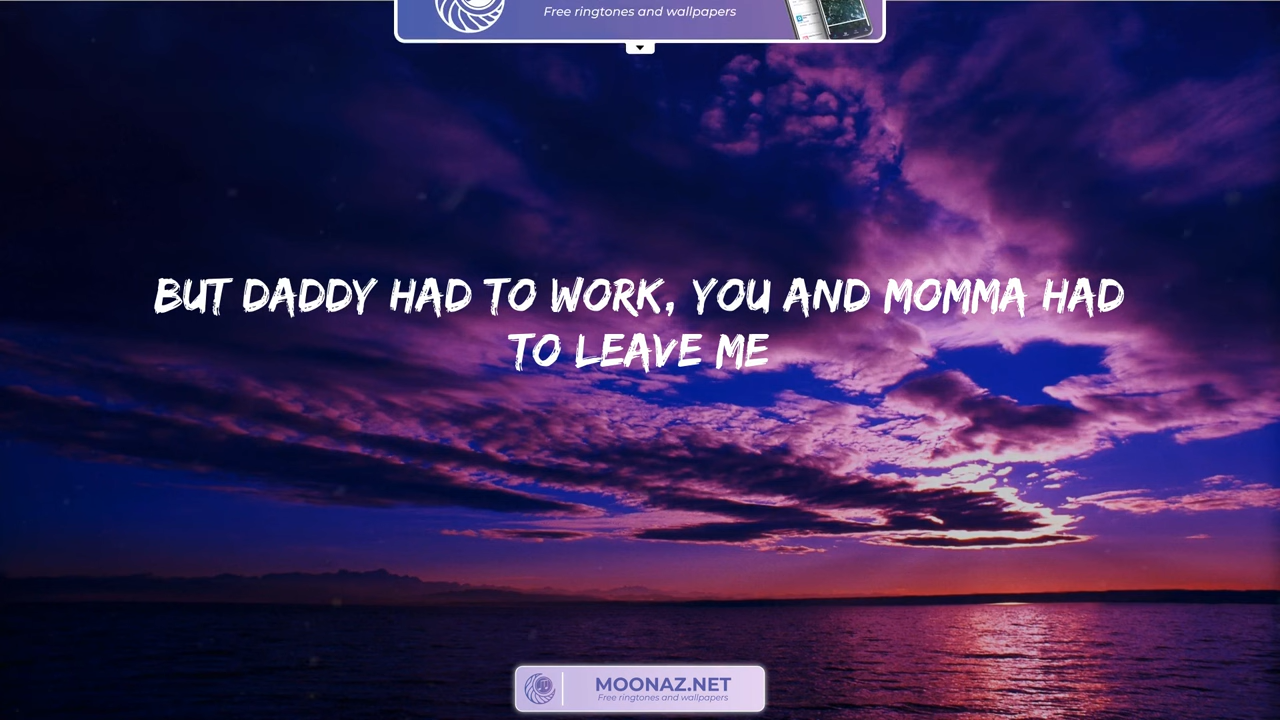 Free ringtones and wallpapers
BUT DADDY HAD TO WORK, YOU AND MOMMA HAD
TO LEAVE ME
MOONAZ.NET
Free ringtones and wallpapers